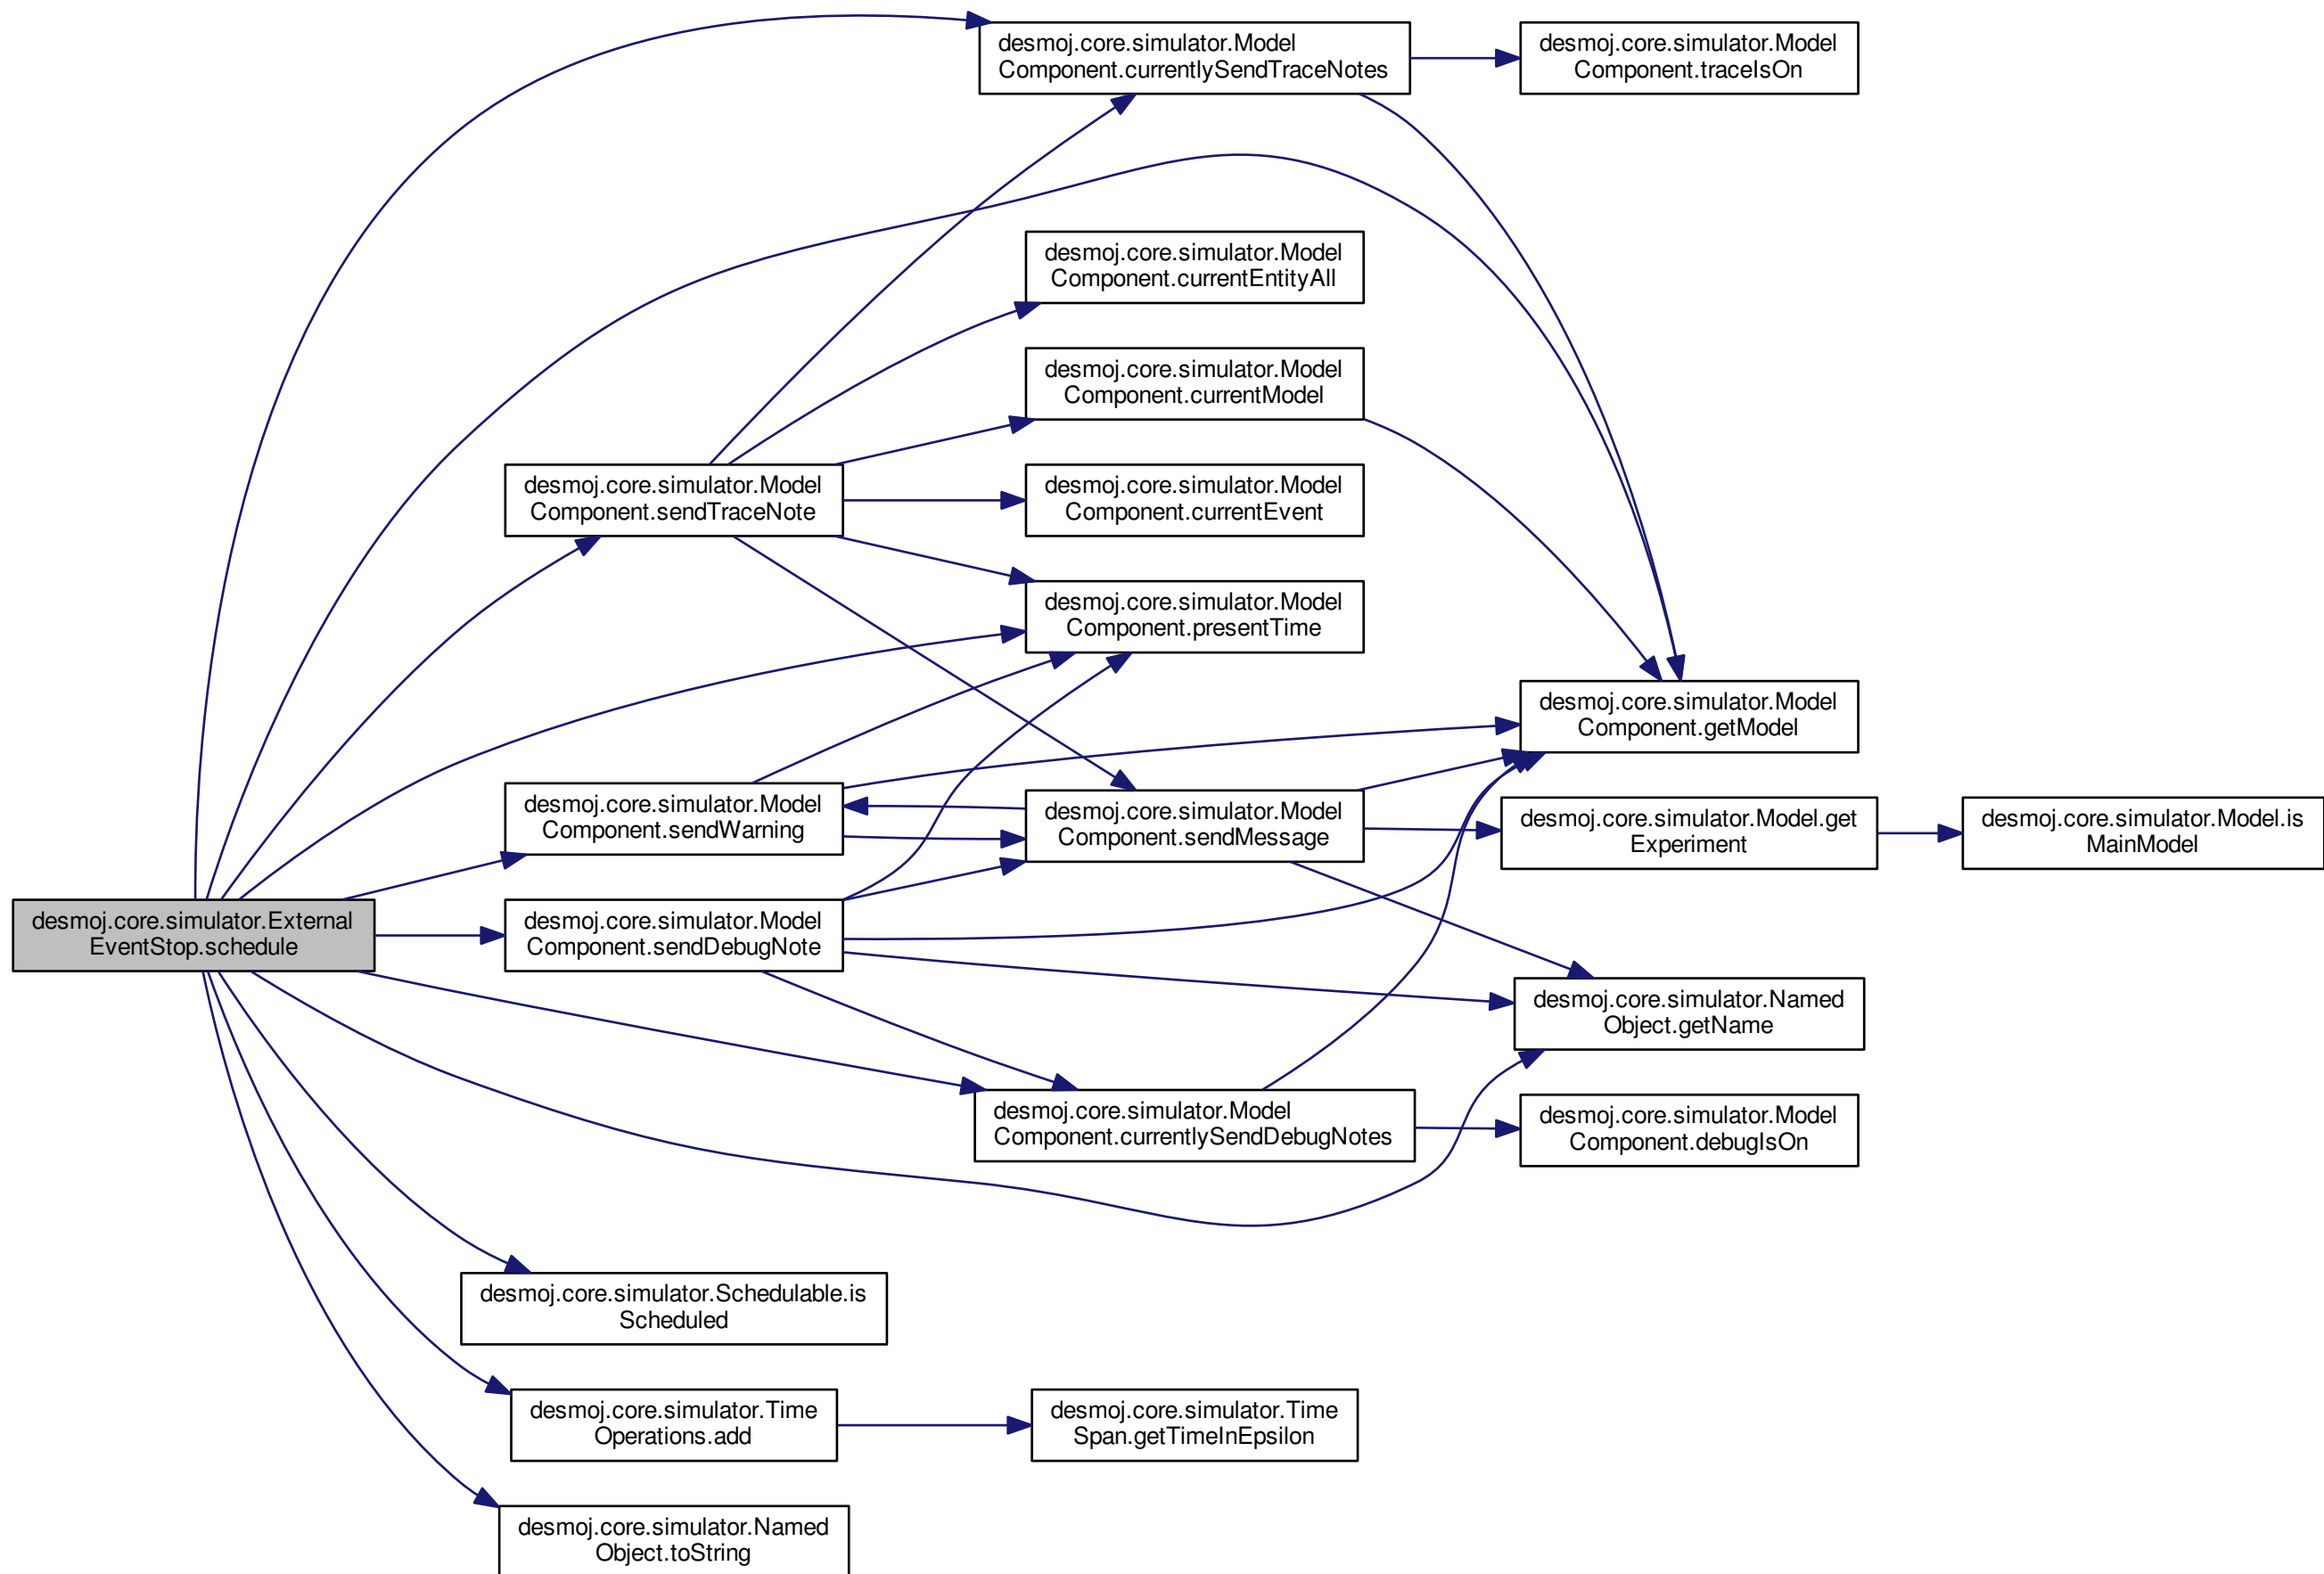 desmoj.core.simulator.Model
Component.currentlySendTraceNotes
desmoj.core.simulator.Model
Component.traceIsOn
desmoj.core.simulator.Model
Component.currentEntityAll
desmoj.core.simulator.Model
Component.currentModel
desmoj.core.simulator.Model
Component.sendTraceNote
desmoj.core.simulator.Model
Component.currentEvent
desmoj.core.simulator.Model
Component.presentTime
desmoj.core.simulator.Model
Component.getModel
desmoj.core.simulator.Model
Component.sendWarning
desmoj.core.simulator.Model
Component.sendMessage
desmoj.core.simulator.Model.get
Experiment
desmoj.core.simulator.Model.is
MainModel
desmoj.core.simulator.External
EventStop.schedule
desmoj.core.simulator.Model
Component.sendDebugNote
desmoj.core.simulator.Named
Object.getName
desmoj.core.simulator.Model
Component.currentlySendDebugNotes
desmoj.core.simulator.Model
Component.debugIsOn
desmoj.core.simulator.Schedulable.is
Scheduled
desmoj.core.simulator.Time
Operations.add
desmoj.core.simulator.Time
Span.getTimeInEpsilon
desmoj.core.simulator.Named
Object.toString